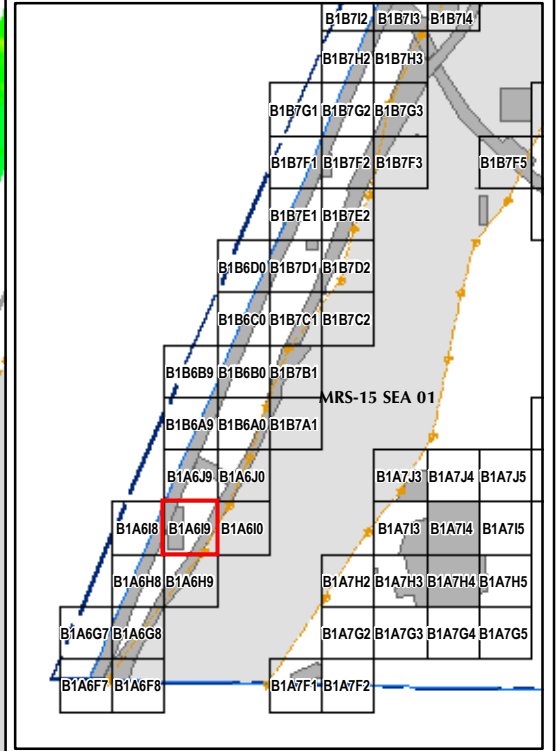 B1B7I2 B1B7I3 B1B7I4
B1B7H2 B1B7H3
B1B7G1 B1B7G2 B1B7G3
B1B7F1 B1B7F2 B1B7F3 B1B7F5
B1B7E1 B1B7E2
B1B6D0 B1B7D1 B1B7D2
B1B6C0 B1B7C1 B1B7C2
B1B6B9 B1B6B0 B1B7B1
MRS-15 SEA 01
B1B6A9 B1B6A0 B1B7A1
B1A6J9 B1A6J0 B1A7J3 B1A7J4 B1A7J5
B1A6I8 B1A6I9 B1A6I0 B1A7I3 B1A7I4 B1A7I5
B1A6H8 B1A6H9 B1A7H2 B1A7H3 B1A7H4 B1A7H5
B1A6G7 B1A6G8 B1A7G2 B1A7G3 B1A7G4 B1A7G5
B1A6F7 B1A6F8 B1A7F1 B1A7F2